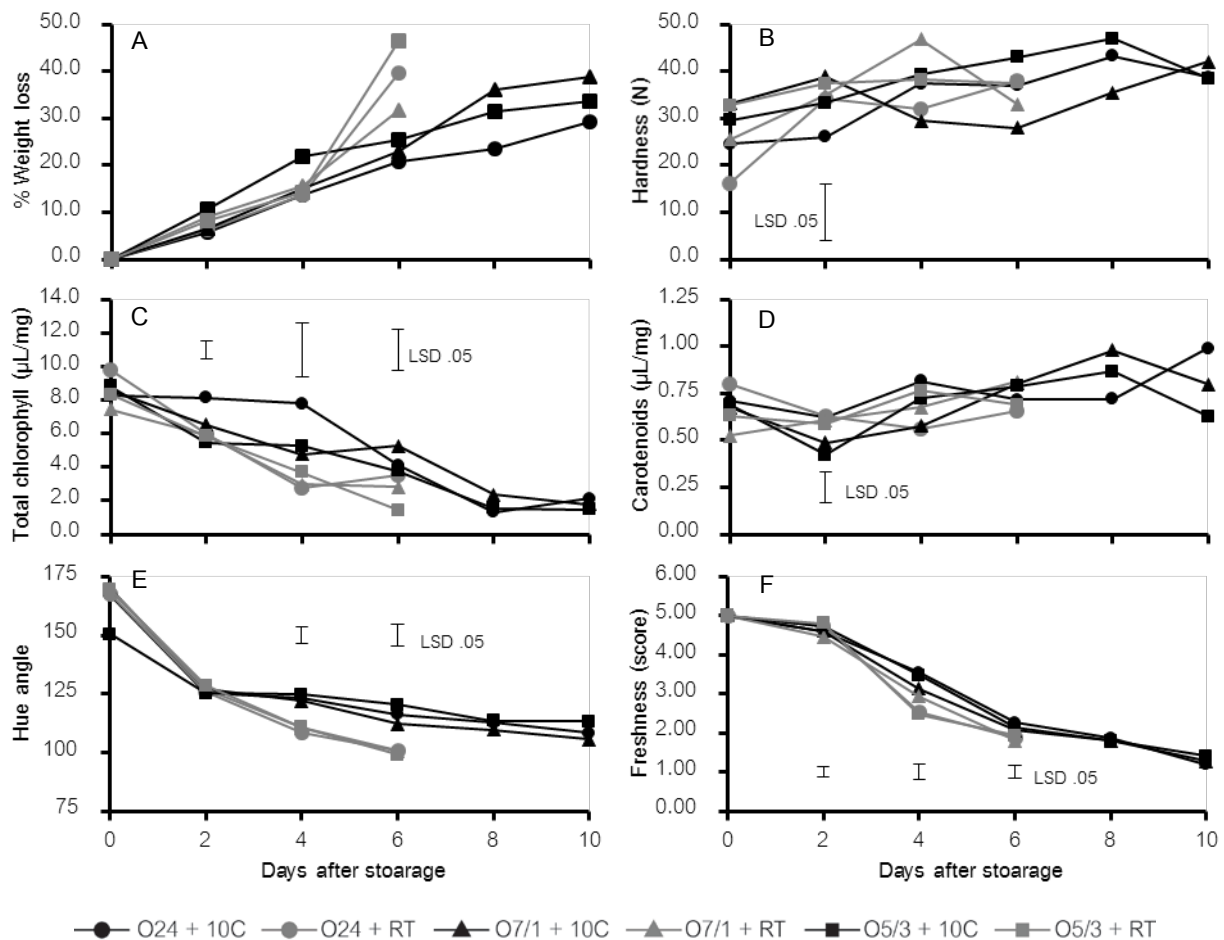 A
% Weight loss
50.0
40.0
30.0
20.0
10.0
0.0
B
Hardness (N)
50.0
40.0
30.0
20.0
10.0
0.0
LSD .05
C
Total chlorophyll (µL/mg)
14.0
12.0
10.0
8.0
6.0
4.0
2.0
0.0
LSD .05
D
Carotenoids (µL/mg)
1.25
1.00
0.75
0.50
0.25
0.00
LSD .05
E
Hue angle
175
150
125
100
75
LSD .05
0 2 4 6 8 10
Days after stoarage
F
Freshness (score)
6.00
5.00
4.00
3.00
2.00
1.00
0.00
LSD .05
0 2 4 6 8 10
Days after stoarage
O24 + 10C O24 + RT O7/1 + 10C O7/1 + RT O5/3 + 10C O5/3 + RT